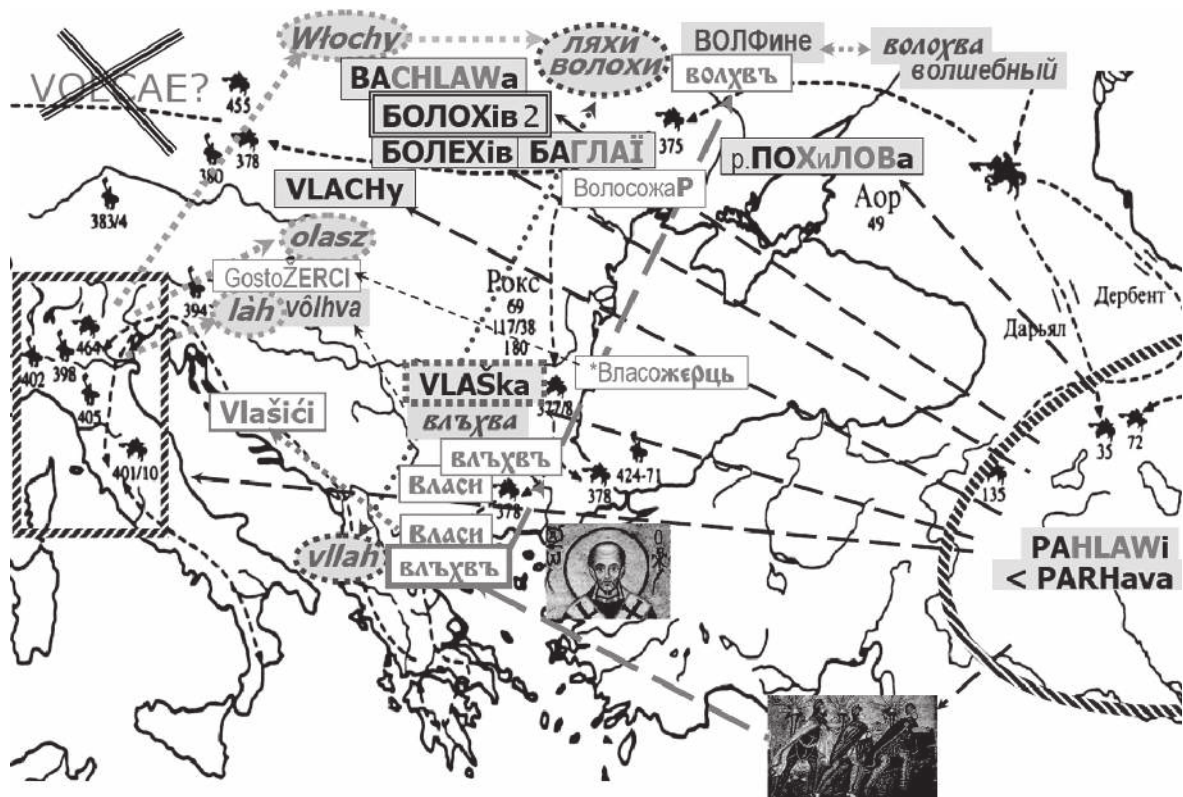 Włochy
ляхи
волохи
ВОЛФине
волохва
волшебный
VOLCAE?
BACHLAWa
волхвъ
455
БОЛОХів 2
375
378
БОЛЕХів
БАГЛАЇ
р.ПОХиЛОВа
380
VLACHy
ВолосожаР
Аор
49
383/4
olasz
GostoŽERCI
Рокс
69
117/38
180
Дербент
Дарьял
394
làh
vôlhva
464
402
398
405
*Власожерць
VLAŠka
377/8
Vlašići
влъхва
35
72
401/10
влъхвъ
424-71
378
135
Власи
378
Власи
vllah
влъхвъ
PAHLAWi
< PARHava